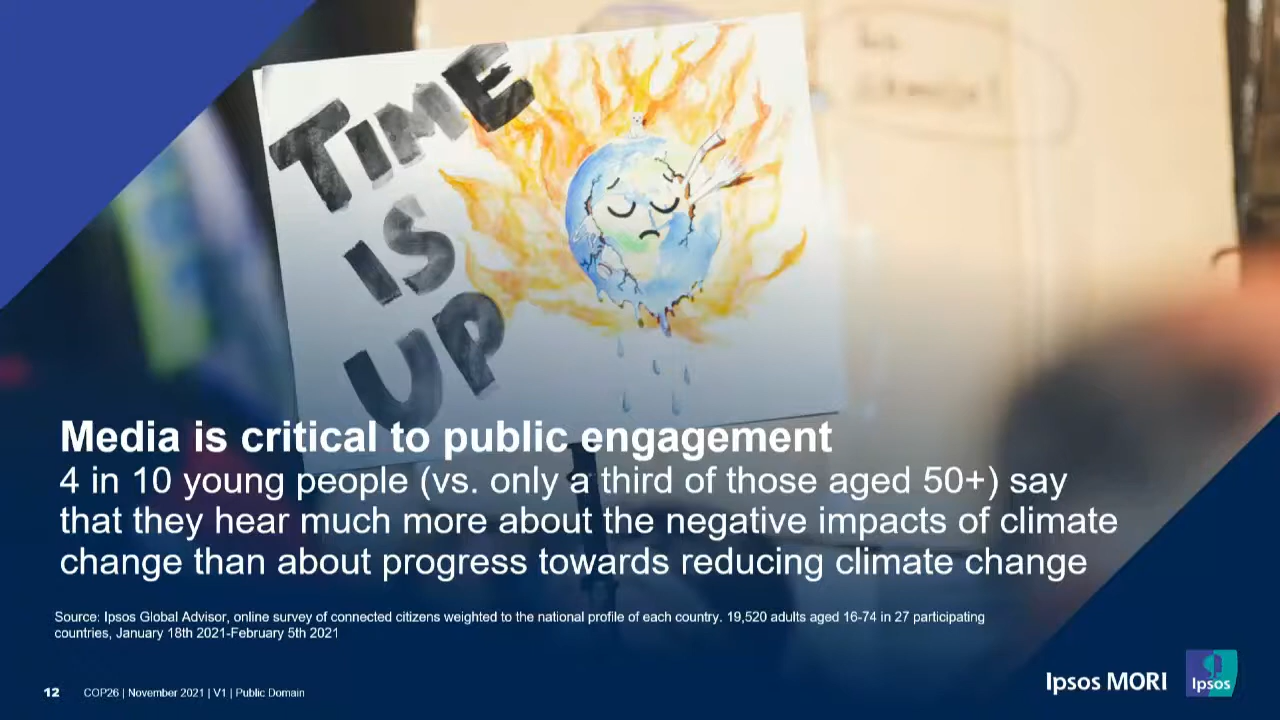 TIME
IS
UP
Media is critical to public engagement
4 in 10 young people (vs. only a third of those aged 50+) say
that they hear much more about the negative impacts of climate
change than about progress towards reducing climate change
Source: Ipsos Global Advisor, online survey of connected citizens weighted to the national profile of each country. 19,520 adults aged 16-74 in 27 participating
countries, January 18th 2021-February 5th 2021
12 COP26 | November 2021 | V1 | Public Domain
Ipsos MORI
Ipsos